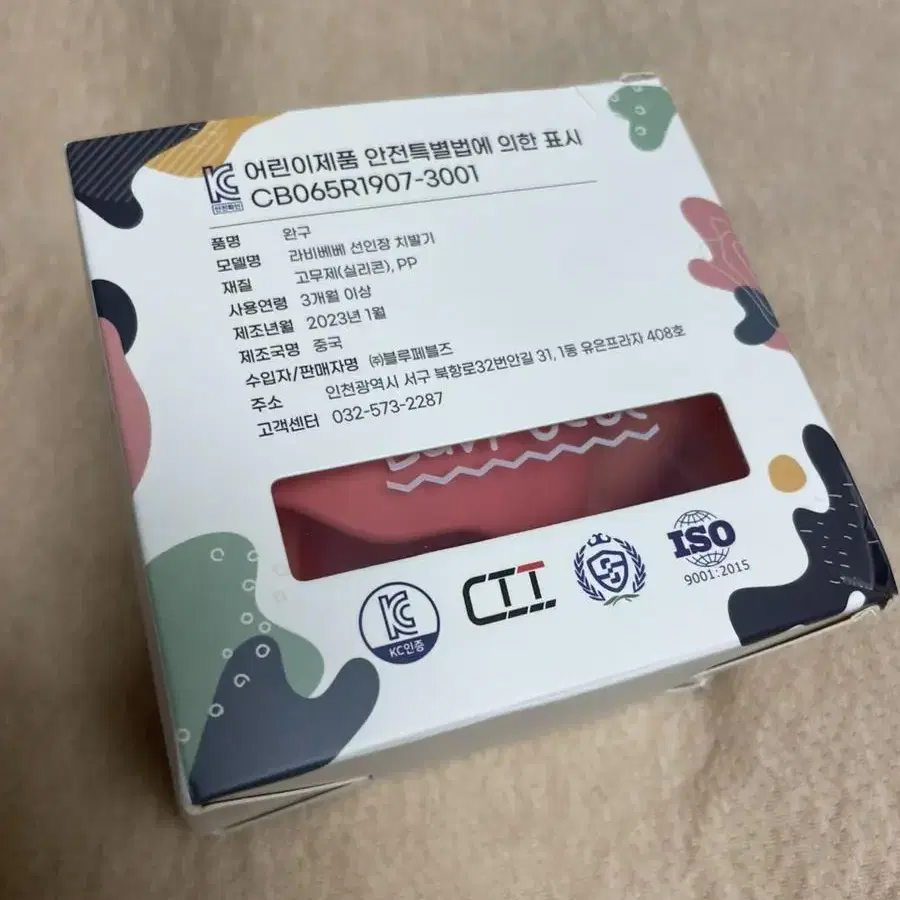 KC 어린이제품 안전특별법에 의한 표시
안전확인 CB065R1907-3001
품명 완구
모델명 라비베베 선인장 치발기
재질 고무제(실리콘), PP
사용연령 3개월 이상
제조년월 2023년 1월
제조국명 중국
수입자/판매자명 ㈜블루페블즈
주소 인천광역시 서구 북항로32번안길 31, 1동 유은프라자 408호
고객센터 032-573-2287
KC
KC인증
CTT
ISO
9001:2015